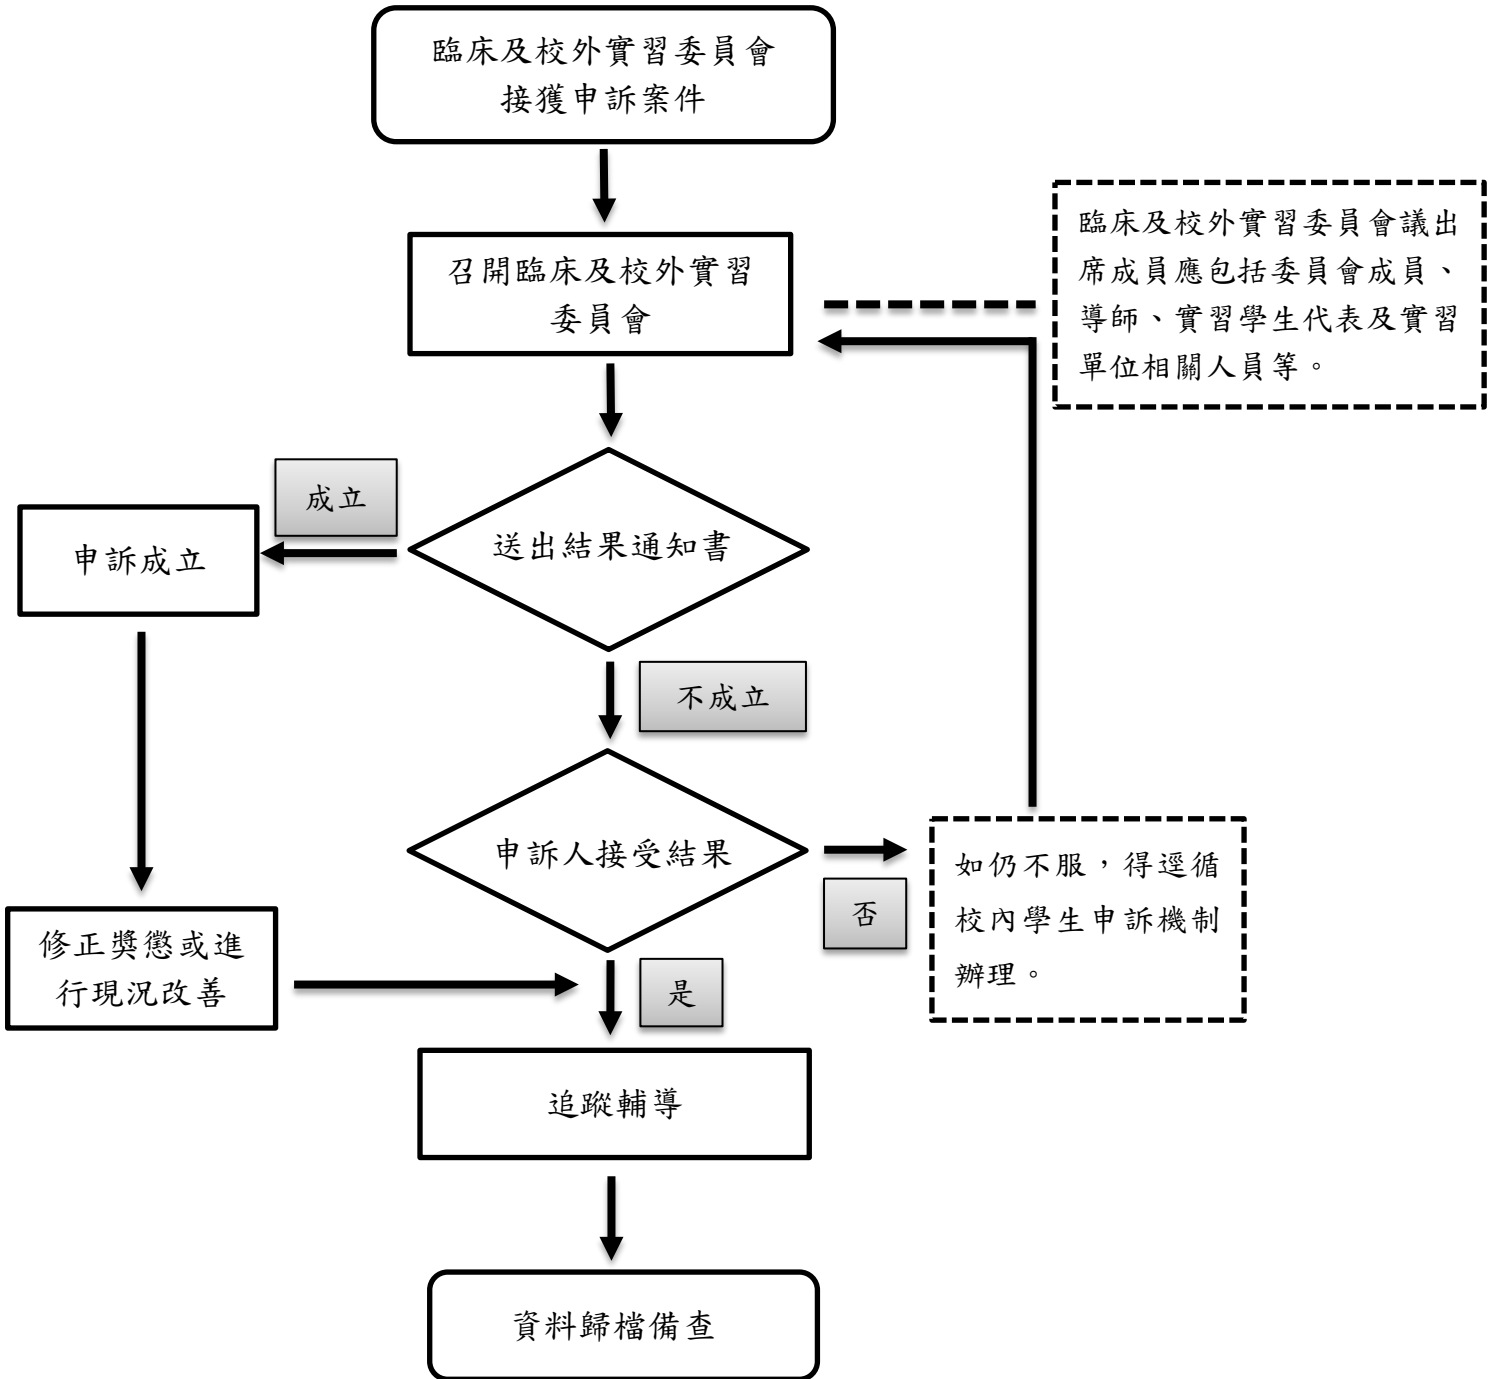 臨床及校外實習委員會
接獲申訴案件
召開臨床及校外實習
委員會
臨床及校外實習委員會議出
席成員應包括委員會成員、
導師、實習學生代表及實習
單位相關人員等。
成立
申訴成立
送出結果通知書
不成立
申訴人接受結果
否
如仍不服，得逕循
校內學生申訴機制
辦理。
修正獎懲或進
行現況改善
是
追蹤輔導
資料歸檔備查